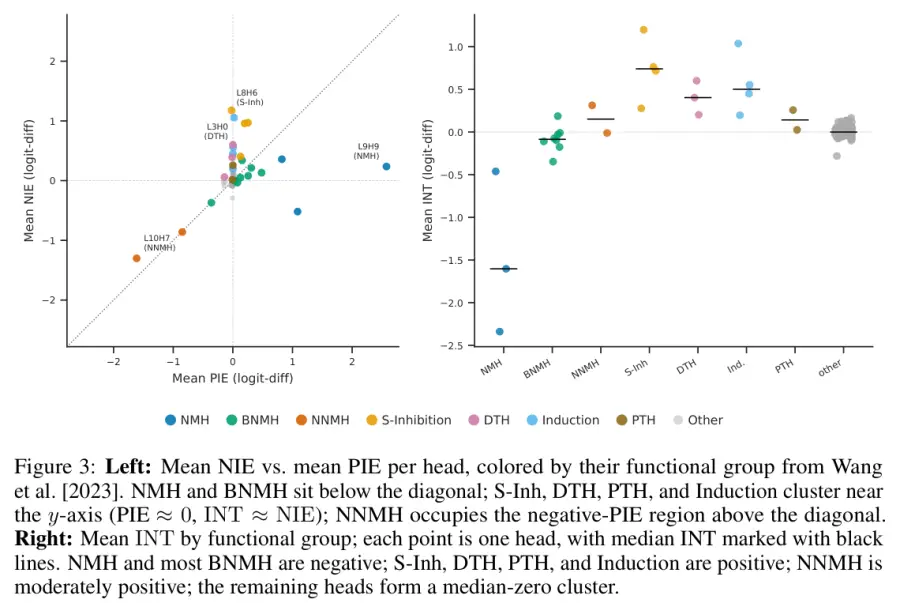 2
1
0
−1
−2
Mean NIE (logit-diff)
L8H6
(S-Inh)
L3H0
(DTH)
L9H9
(NMH)
L10H7
(NNMH)
−2
−1
0
1
2
Mean PIE (logit-diff)
1.0
0.5
0.0
−0.5
−1.0
−1.5
−2.0
−2.5
Mean INT (logit-diff)
NMH
BNMH
NNMH
S-Inh
DTH
Ind.
PTH
other
NMH
BNMH
NNMH
S-Inhibition
DTH
Induction
PTH
Other
Figure 3: Left: Mean NIE vs. mean PIE per head, colored by their functional group from Wang
et al. [2023]. NMH and BNMH sit below the diagonal; S-Inh, DTH, PTH, and Induction cluster near
the y-axis (PIE ≈ 0, INT ≈ NIE); NNMH occupies the negative-PIE region above the diagonal.
Right: Mean INT by functional group; each point is one head, with median INT marked with black
lines. NMH and most BNMH are negative; S-Inh, DTH, PTH, and Induction are positive; NNMH is
moderately positive; the remaining heads form a median-zero cluster.